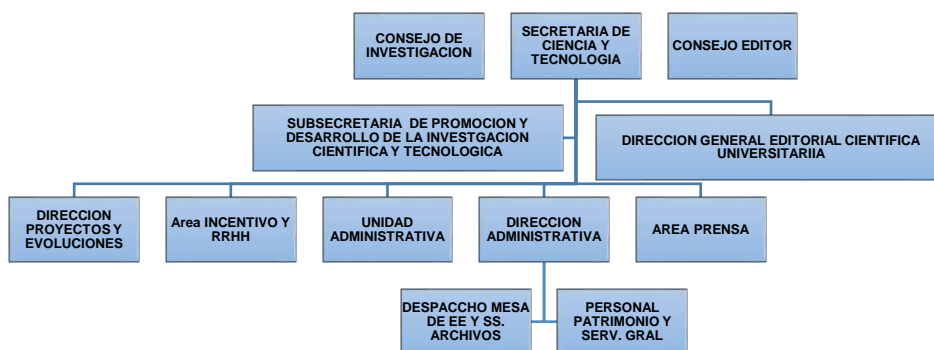 CONSEJO DE
INVESTIGACION
SECRETARIA DE
CIENCIA Y
TECNOLOGIA
CONSEJO EDITOR
SUBSECRETARIA DE PROMOCION Y
DESARROLLO DE LA INVESTGACION
CIENTIFICA Y TECNOLOGICA
DIRECCION GENERAL EDITORIAL CIENTIFICA
UNIVERSITARIIA
DIRECCION
PROYECTOS Y
EVOLUCIONES
Area INCENTIVO Y
RRHH
UNIDAD
ADMINISTRATIVA
DIRECCION
ADMINISTRATIVA
AREA PRENSA
DESPACCHO MESA
DE EE Y SS.
ARCHIVOS
PERSONAL
PATRIMONIO Y
SERV. GRAL